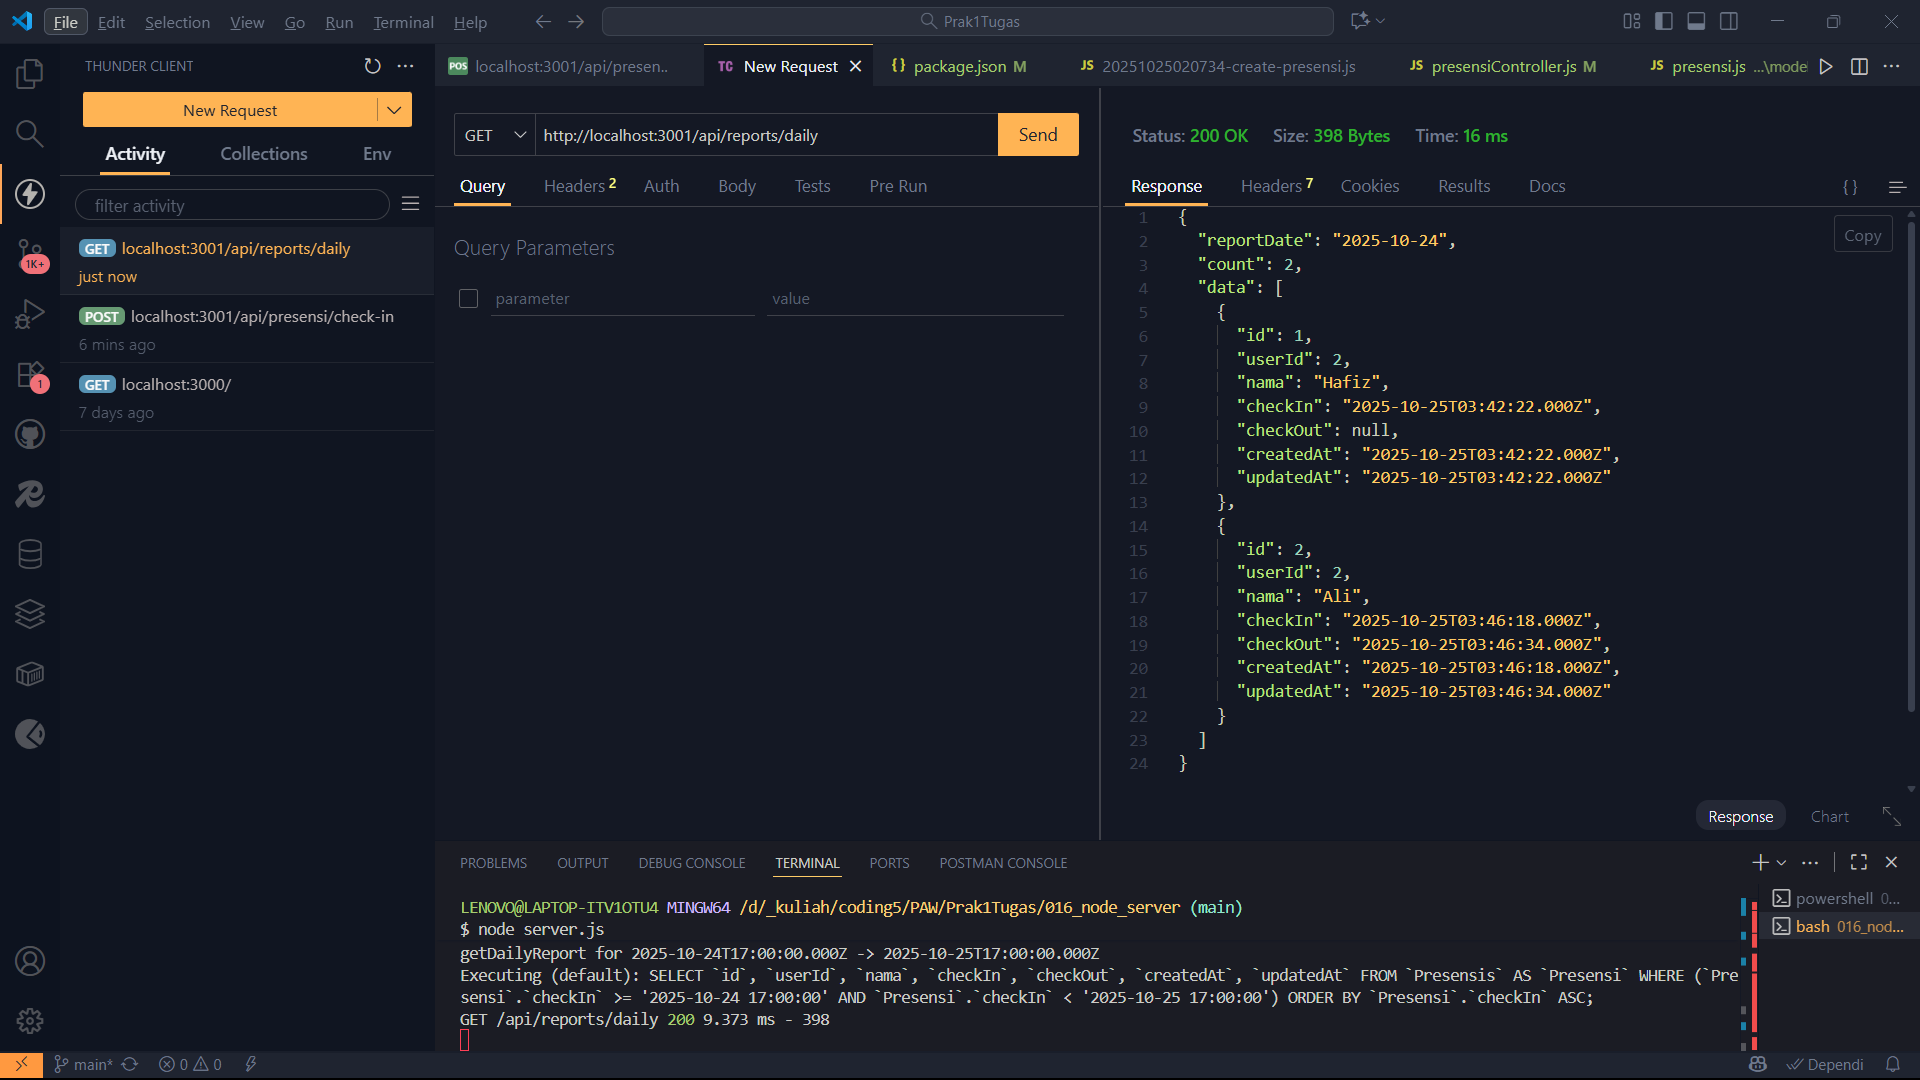 File Edit Selection View Go Run Terminal Help
Prak1Tugas
THUNDER CLIENT
New Request
Activity Collections Env
filter activity
GET localhost:3001/api/reports/daily
just now
POST localhost:3001/api/presensi/check-in
6 mins ago
GET localhost:3000/
7 days ago
1K+
1
POS localhost:3001/api/presen..
TC New Request
{} package.json M
JS 20251025020734-create-presensi.js
JS presensiController.js M
JS presensi.js ...\model
GET http://localhost:3001/api/reports/daily Send
Query Headers 2 Auth Body Tests Pre Run
Query Parameters
parameter value
Status: 200 OK Size: 398 Bytes Time: 16 ms
Response Headers 7 Cookies Results Docs { }
Copy
1 {
2 "reportDate": "2025-10-24",
3 "count": 2,
4 "data": [
5 {
6 "id": 1,
7 "userId": 2,
8 "nama": "Hafiz",
9 "checkIn": "2025-10-25T03:42:22.000Z",
10 "checkOut": null,
11 "createdAt": "2025-10-25T03:42:22.000Z",
12 "updatedAt": "2025-10-25T03:42:22.000Z"
13 },
14 {
15 "id": 2,
16 "userId": 2,
17 "nama": "Ali",
18 "checkIn": "2025-10-25T03:46:18.000Z",
19 "checkOut": "2025-10-25T03:46:34.000Z",
20 "createdAt": "2025-10-25T03:46:18.000Z",
21 "updatedAt": "2025-10-25T03:46:34.000Z"
22 }
23 ]
24 }
Response Chart
PROBLEMS OUTPUT DEBUG CONSOLE TERMINAL PORTS POSTMAN CONSOLE
LENOVO@LAPTOP-ITV1OTU4 MINGW64 /d/_kuliah/coding5/PAW/Prak1Tugas/016_node_server (main)
$ node server.js
getDailyReport for 2025-10-24T17:00:00.000Z -> 2025-10-25T17:00:00.000Z
Executing (default): SELECT `id`, `userId`, `nama`, `checkIn`, `checkOut`, `createdAt`, `updatedAt` FROM `Presensis` AS `Presensi` WHERE (`Pre
sensi`.`checkIn` >= '2025-10-24 17:00:00' AND `Presensi`.`checkIn` < '2025-10-25 17:00:00') ORDER BY `Presensi`.`checkIn` ASC;
GET /api/reports/daily 200 9.373 ms - 398
powershell 0...
bash 016_nod...
main* 0 0
Dependi